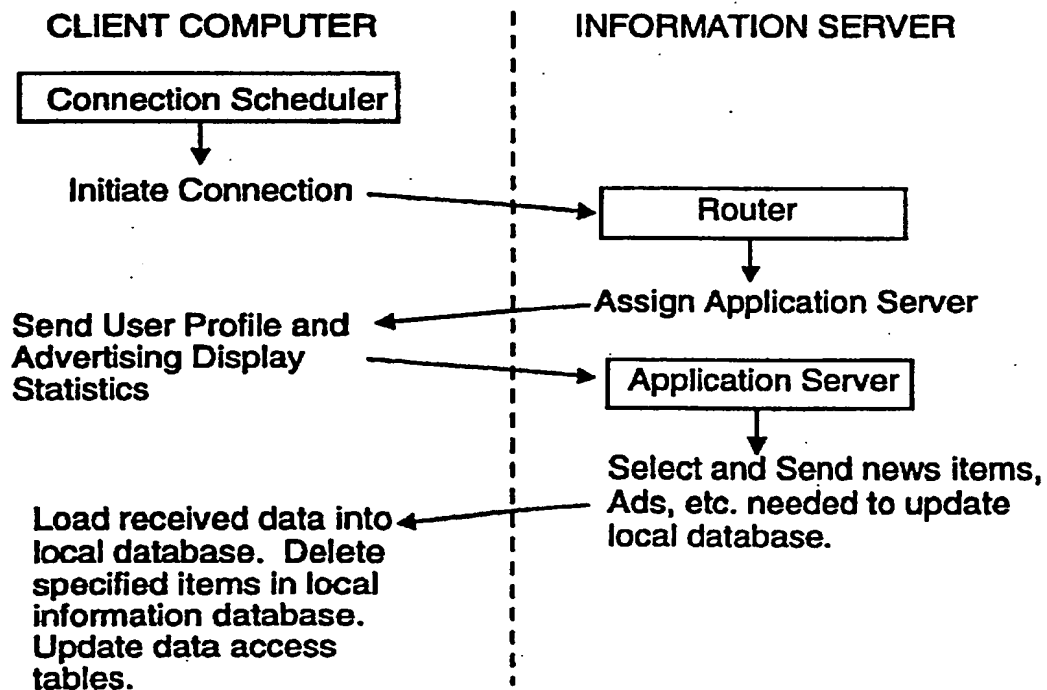 CLIENT COMPUTER
INFORMATION SERVER
Connection Scheduler
Initiate Connection
Router
Assign Application Server
Send User Profile and
Advertising Display
Statistics
Application Server
Select and Send news items,
Ads, etc. needed to update
local database.
Load received data into
local database. Delete
specified items in local
information database.
Update data access
tables.